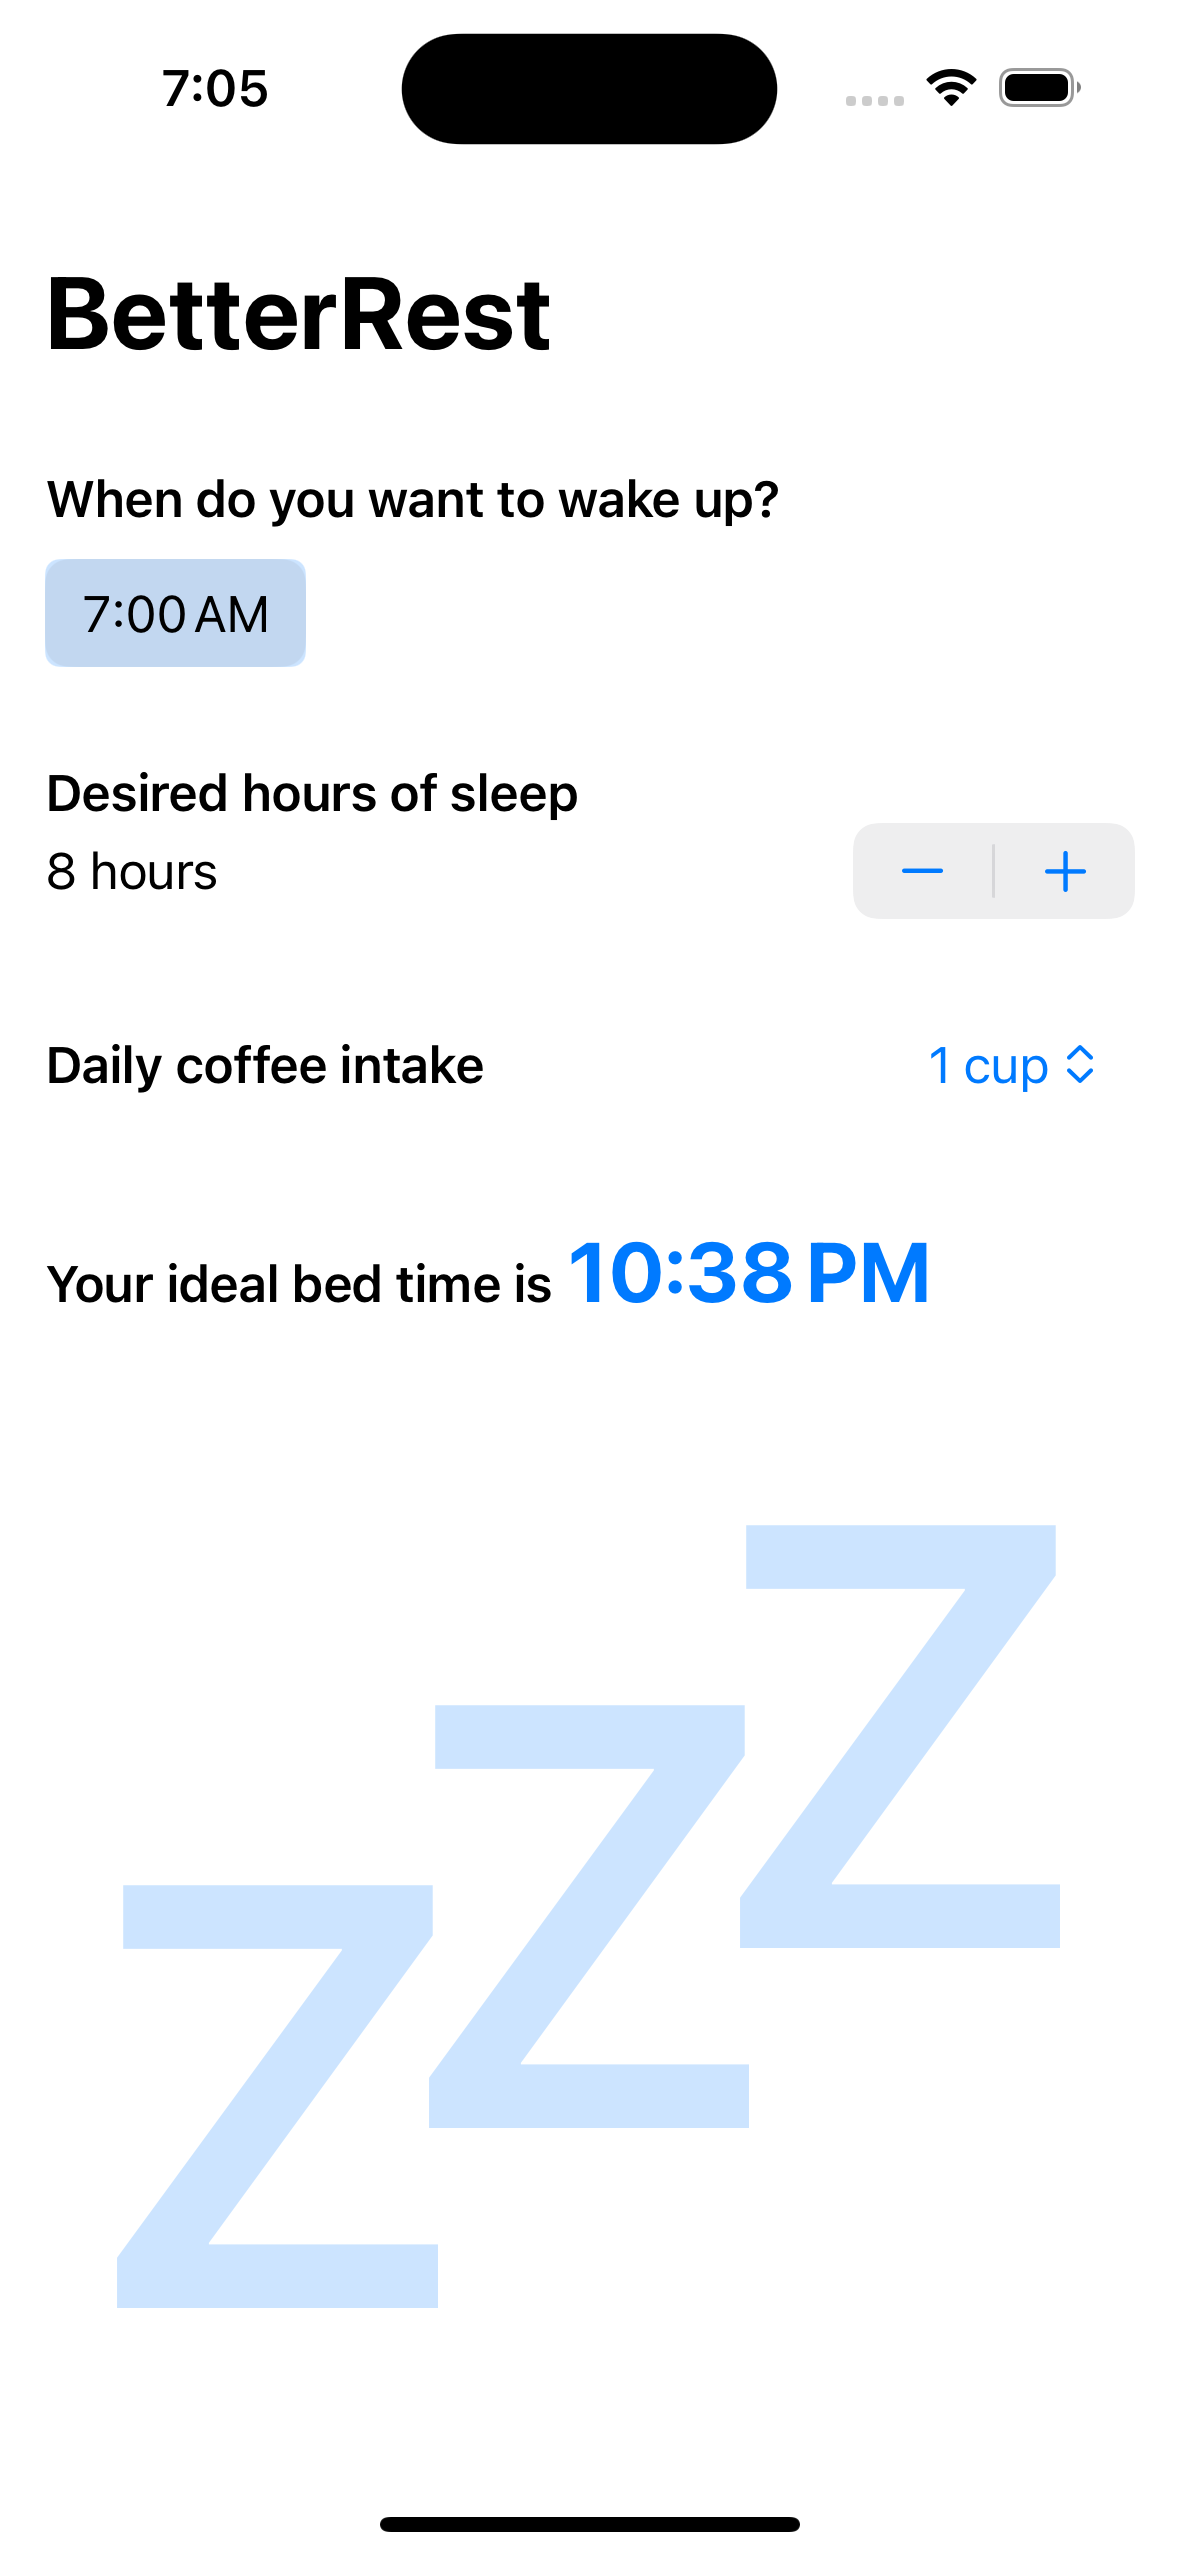 7:05
BetterRest
When do you want to wake up?
7:00 AM
Desired hours of sleep
8 hours
Daily coffee intake 1 cup
Your ideal bed time is 10:38 PM
Z
Z
Z